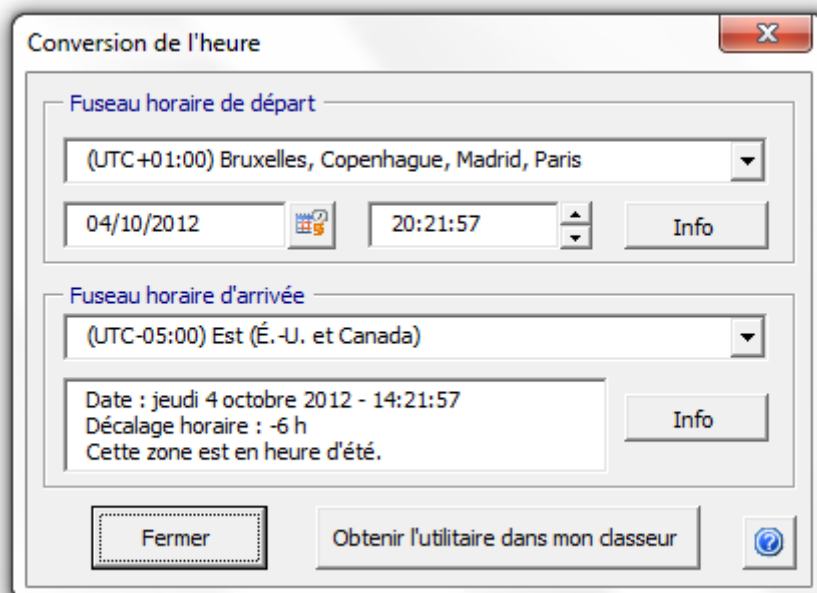 Conversion de l'heure
Fuseau horaire de départ
(UTC+01:00) Bruxelles, Copenhague, Madrid, Paris
04/10/2012
20:21:57
Info
Fuseau horaire d'arrivée
(UTC-05:00) Est (É.-U. et Canada)
Date : jeudi 4 octobre 2012 - 14:21:57
Décalage horaire : -6 h
Cette zone est en heure d'été.
Info
Fermer
Obtenir l'utilitaire dans mon classeur